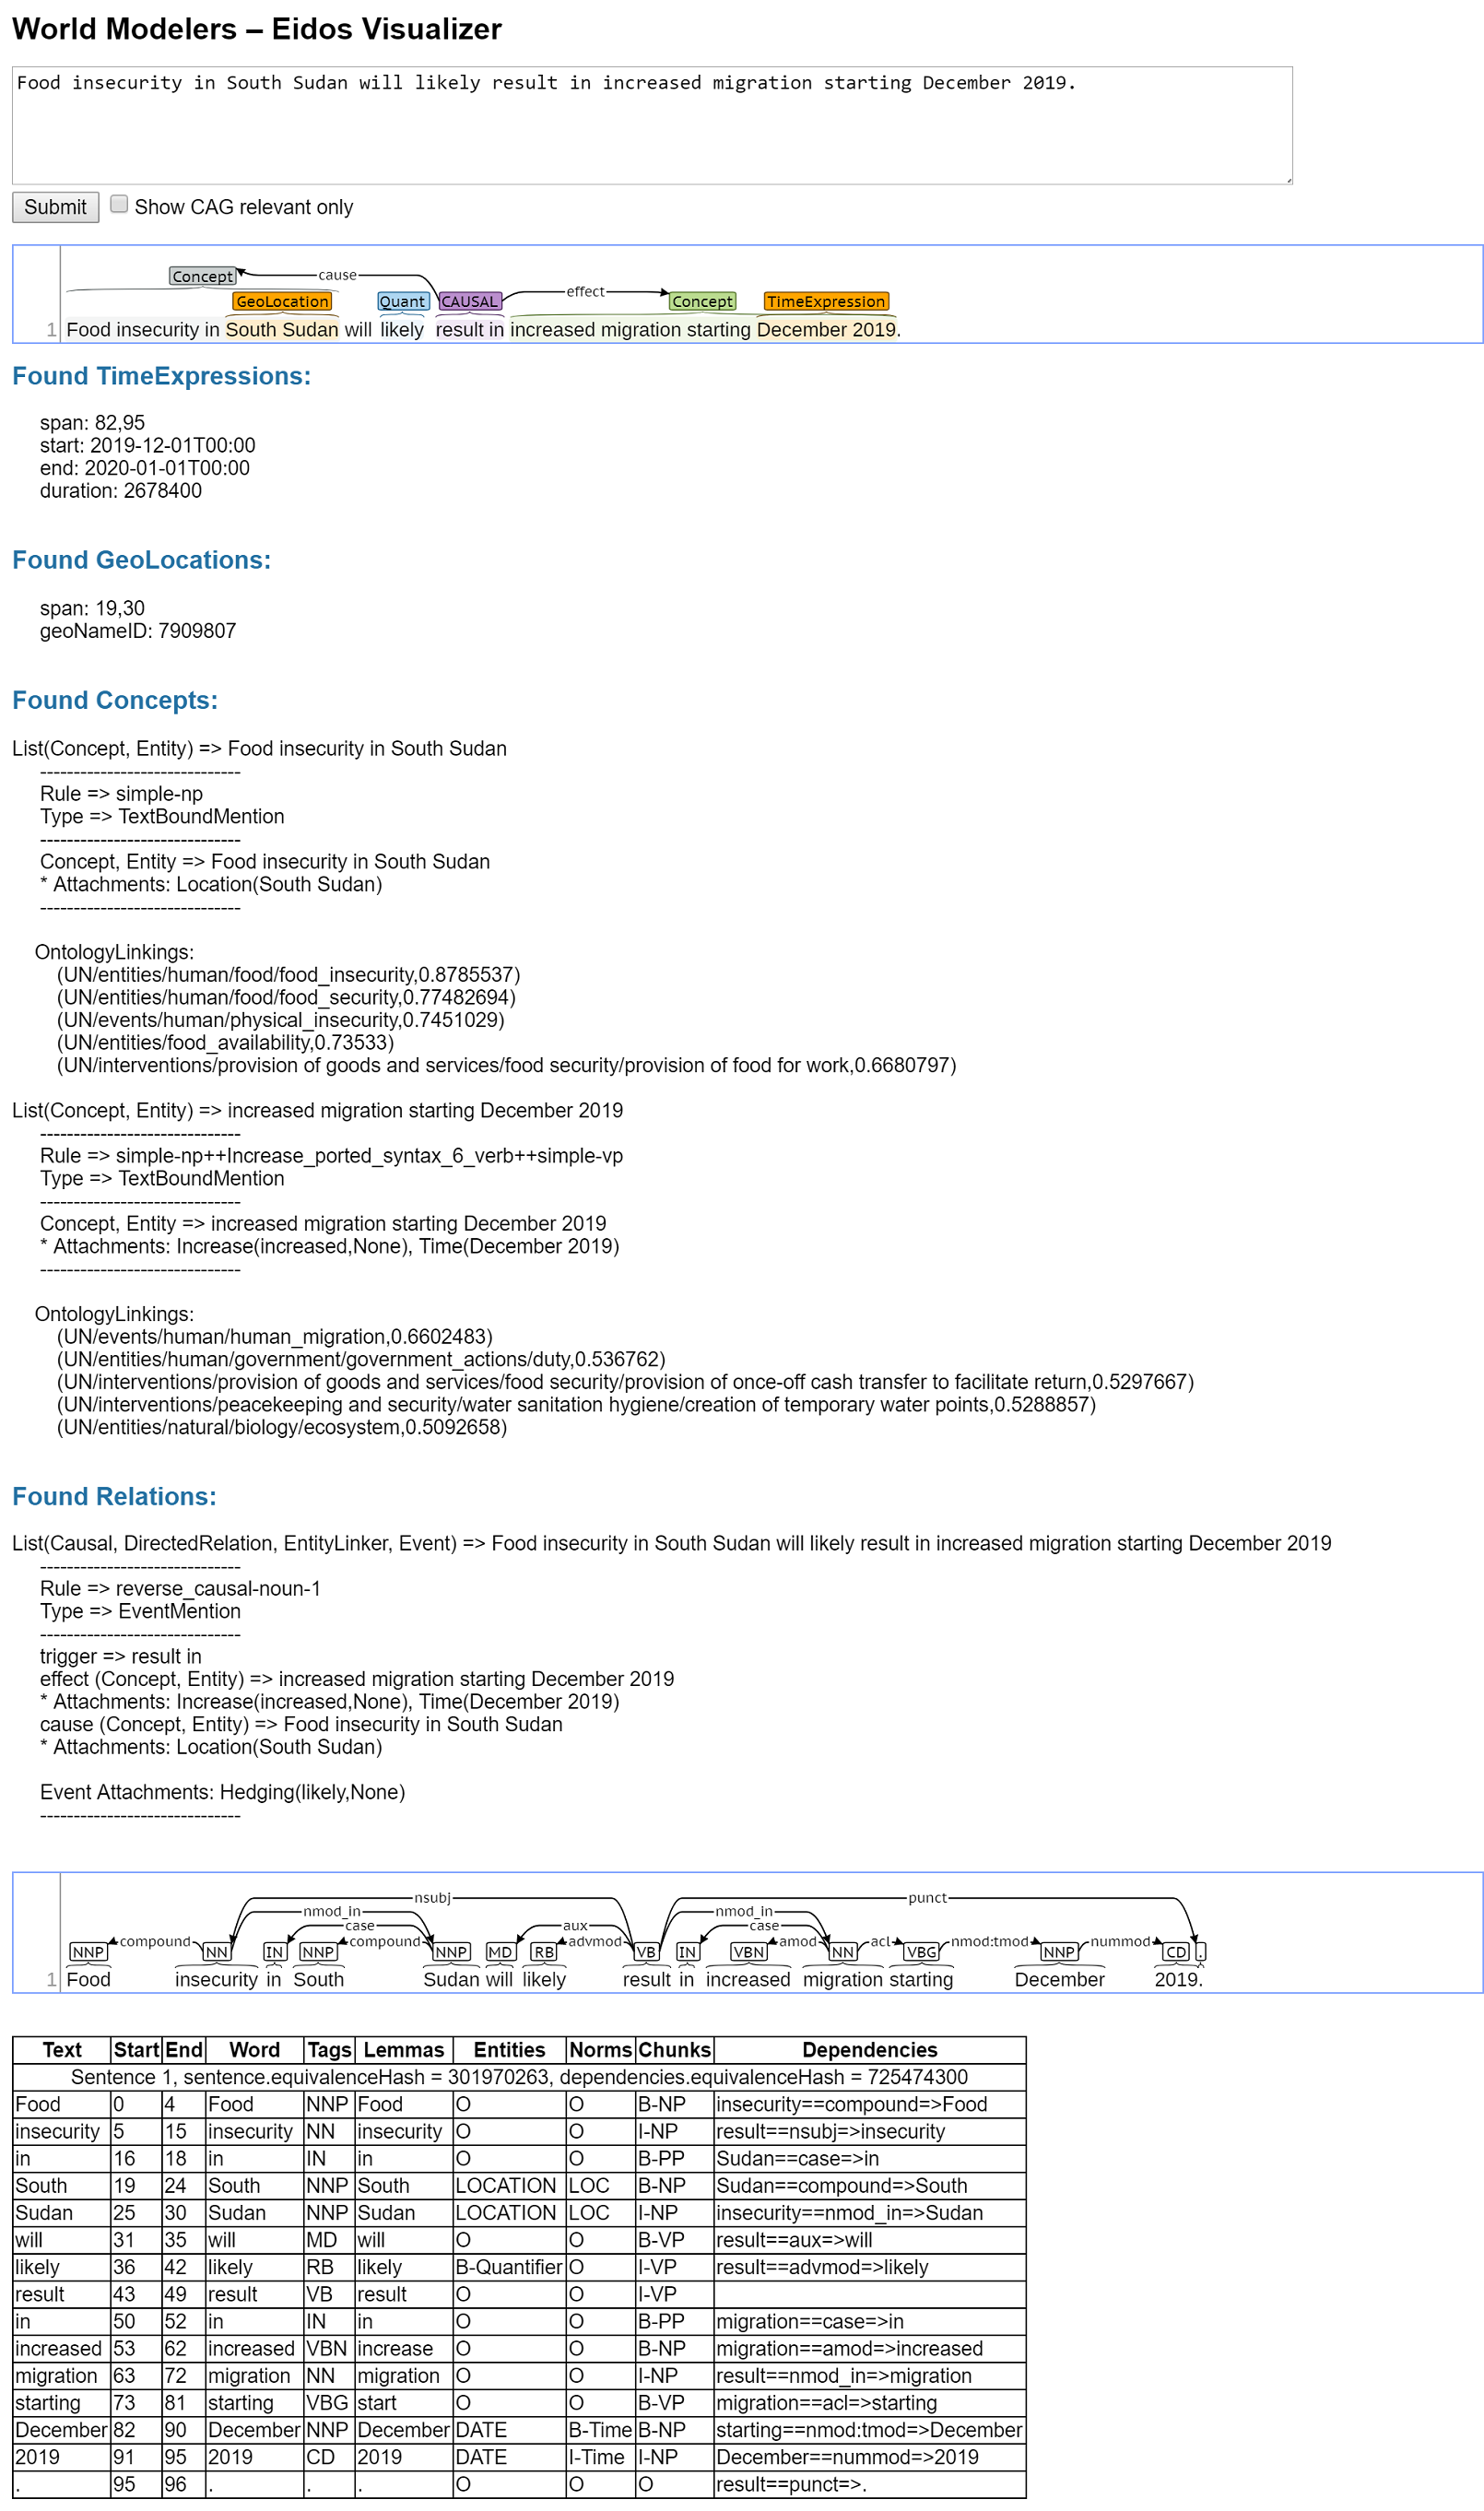 World Modelers – Eidos Visualizer
Food insecurity in South Sudan will likely result in increased migration starting December 2019.
Submit Show CAG relevant only
Concept cause
GeoLocation Quant CAUSAL effect Concept TimeExpression
1 Food insecurity in South Sudan will likely result in increased migration starting December 2019.
Found TimeExpressions:
span: 82,95
start: 2019-12-01T00:00
end: 2020-01-01T00:00
duration: 2678400
Found GeoLocations:
span: 19,30
geoNameID: 7909807
Found Concepts:
List(Concept, Entity) => Food insecurity in South Sudan
------------------------------
Rule => simple-np
Type => TextBoundMention
------------------------------
Concept, Entity => Food insecurity in South Sudan
* Attachments: Location(South Sudan)
------------------------------
OntologyLinkings:
(UN/entities/human/food/food_insecurity,0.8785537)
(UN/entities/human/food/food_security,0.77482694)
(UN/events/human/physical_insecurity,0.7451029)
(UN/entities/food_availability,0.73533)
(UN/interventions/provision of goods and services/food security/provision of food for work,0.6680797)
List(Concept, Entity) => increased migration starting December 2019
------------------------------
Rule => simple-np++Increase_ported_syntax_6_verb++simple-vp
Type => TextBoundMention
------------------------------
Concept, Entity => increased migration starting December 2019
* Attachments: Increase(increased,None), Time(December 2019)
------------------------------
OntologyLinkings:
(UN/events/human/human_migration,0.6602483)
(UN/entities/human/government/government_actions/duty,0.536762)
(UN/interventions/provision of goods and services/food security/provision of once-off cash transfer to facilitate return,0.5297667)
(UN/interventions/peacekeeping and security/water sanitation hygiene/creation of temporary water points,0.5288857)
(UN/entities/natural/biology/ecosystem,0.5092658)
Found Relations:
List(Causal, DirectedRelation, EntityLinker, Event) => Food insecurity in South Sudan will likely result in increased migration starting December 2019
------------------------------
Rule => reverse_causal-noun-1
Type => EventMention
------------------------------
trigger => result in
effect (Concept, Entity) => increased migration starting December 2019
* Attachments: Increase(increased,None), Time(December 2019)
cause (Concept, Entity) => Food insecurity in South Sudan
* Attachments: Location(South Sudan)
Event Attachments: Hedging(likely,None)
------------------------------
nsubj punct
nmod_in nmod_in
case aux case
NNP compound NN IN NNP compound NNP MD RB advmod VB IN VBN amod NN acl VBG nmod:tmod NNP nummod CD .
1 Food insecurity in South Sudan will likely result in increased migration starting December 2019.
Text Start End Word Tags Lemmas Entities Norms Chunks Dependencies
Sentence 1, sentence.equivalenceHash = 301970263, dependencies.equivalenceHash = 725474300
Food 0 4 Food NNP Food O O B-NP insecurity==compound=>Food
insecurity 5 15 insecurity NN insecurity O O I-NP result==nsubj=>insecurity
in 16 18 in IN in O O B-PP Sudan==case=>in
South 19 24 South NNP South LOCATION LOC B-NP Sudan==compound=>South
Sudan 25 30 Sudan NNP Sudan LOCATION LOC I-NP insecurity==nmod_in=>Sudan
will 31 35 will MD will O O B-VP result==aux=>will
likely 36 42 likely RB likely B-Quantifier O I-VP result==advmod=>likely
result 43 49 result VB result O O I-VP
in 50 52 in IN in O O B-PP migration==case=>in
increased 53 62 increased VBN increase O O B-NP migration==amod=>increased
migration 63 72 migration NN migration O O I-NP result==nmod_in=>migration
starting 73 81 starting VBG start O O B-VP migration==acl=>starting
December 82 90 December NNP December DATE B-Time B-NP starting==nmod:tmod=>December
2019 91 95 2019 CD 2019 DATE I-Time I-NP December==nummod=>2019
. 95 96 . . . O O O result==punct=>.